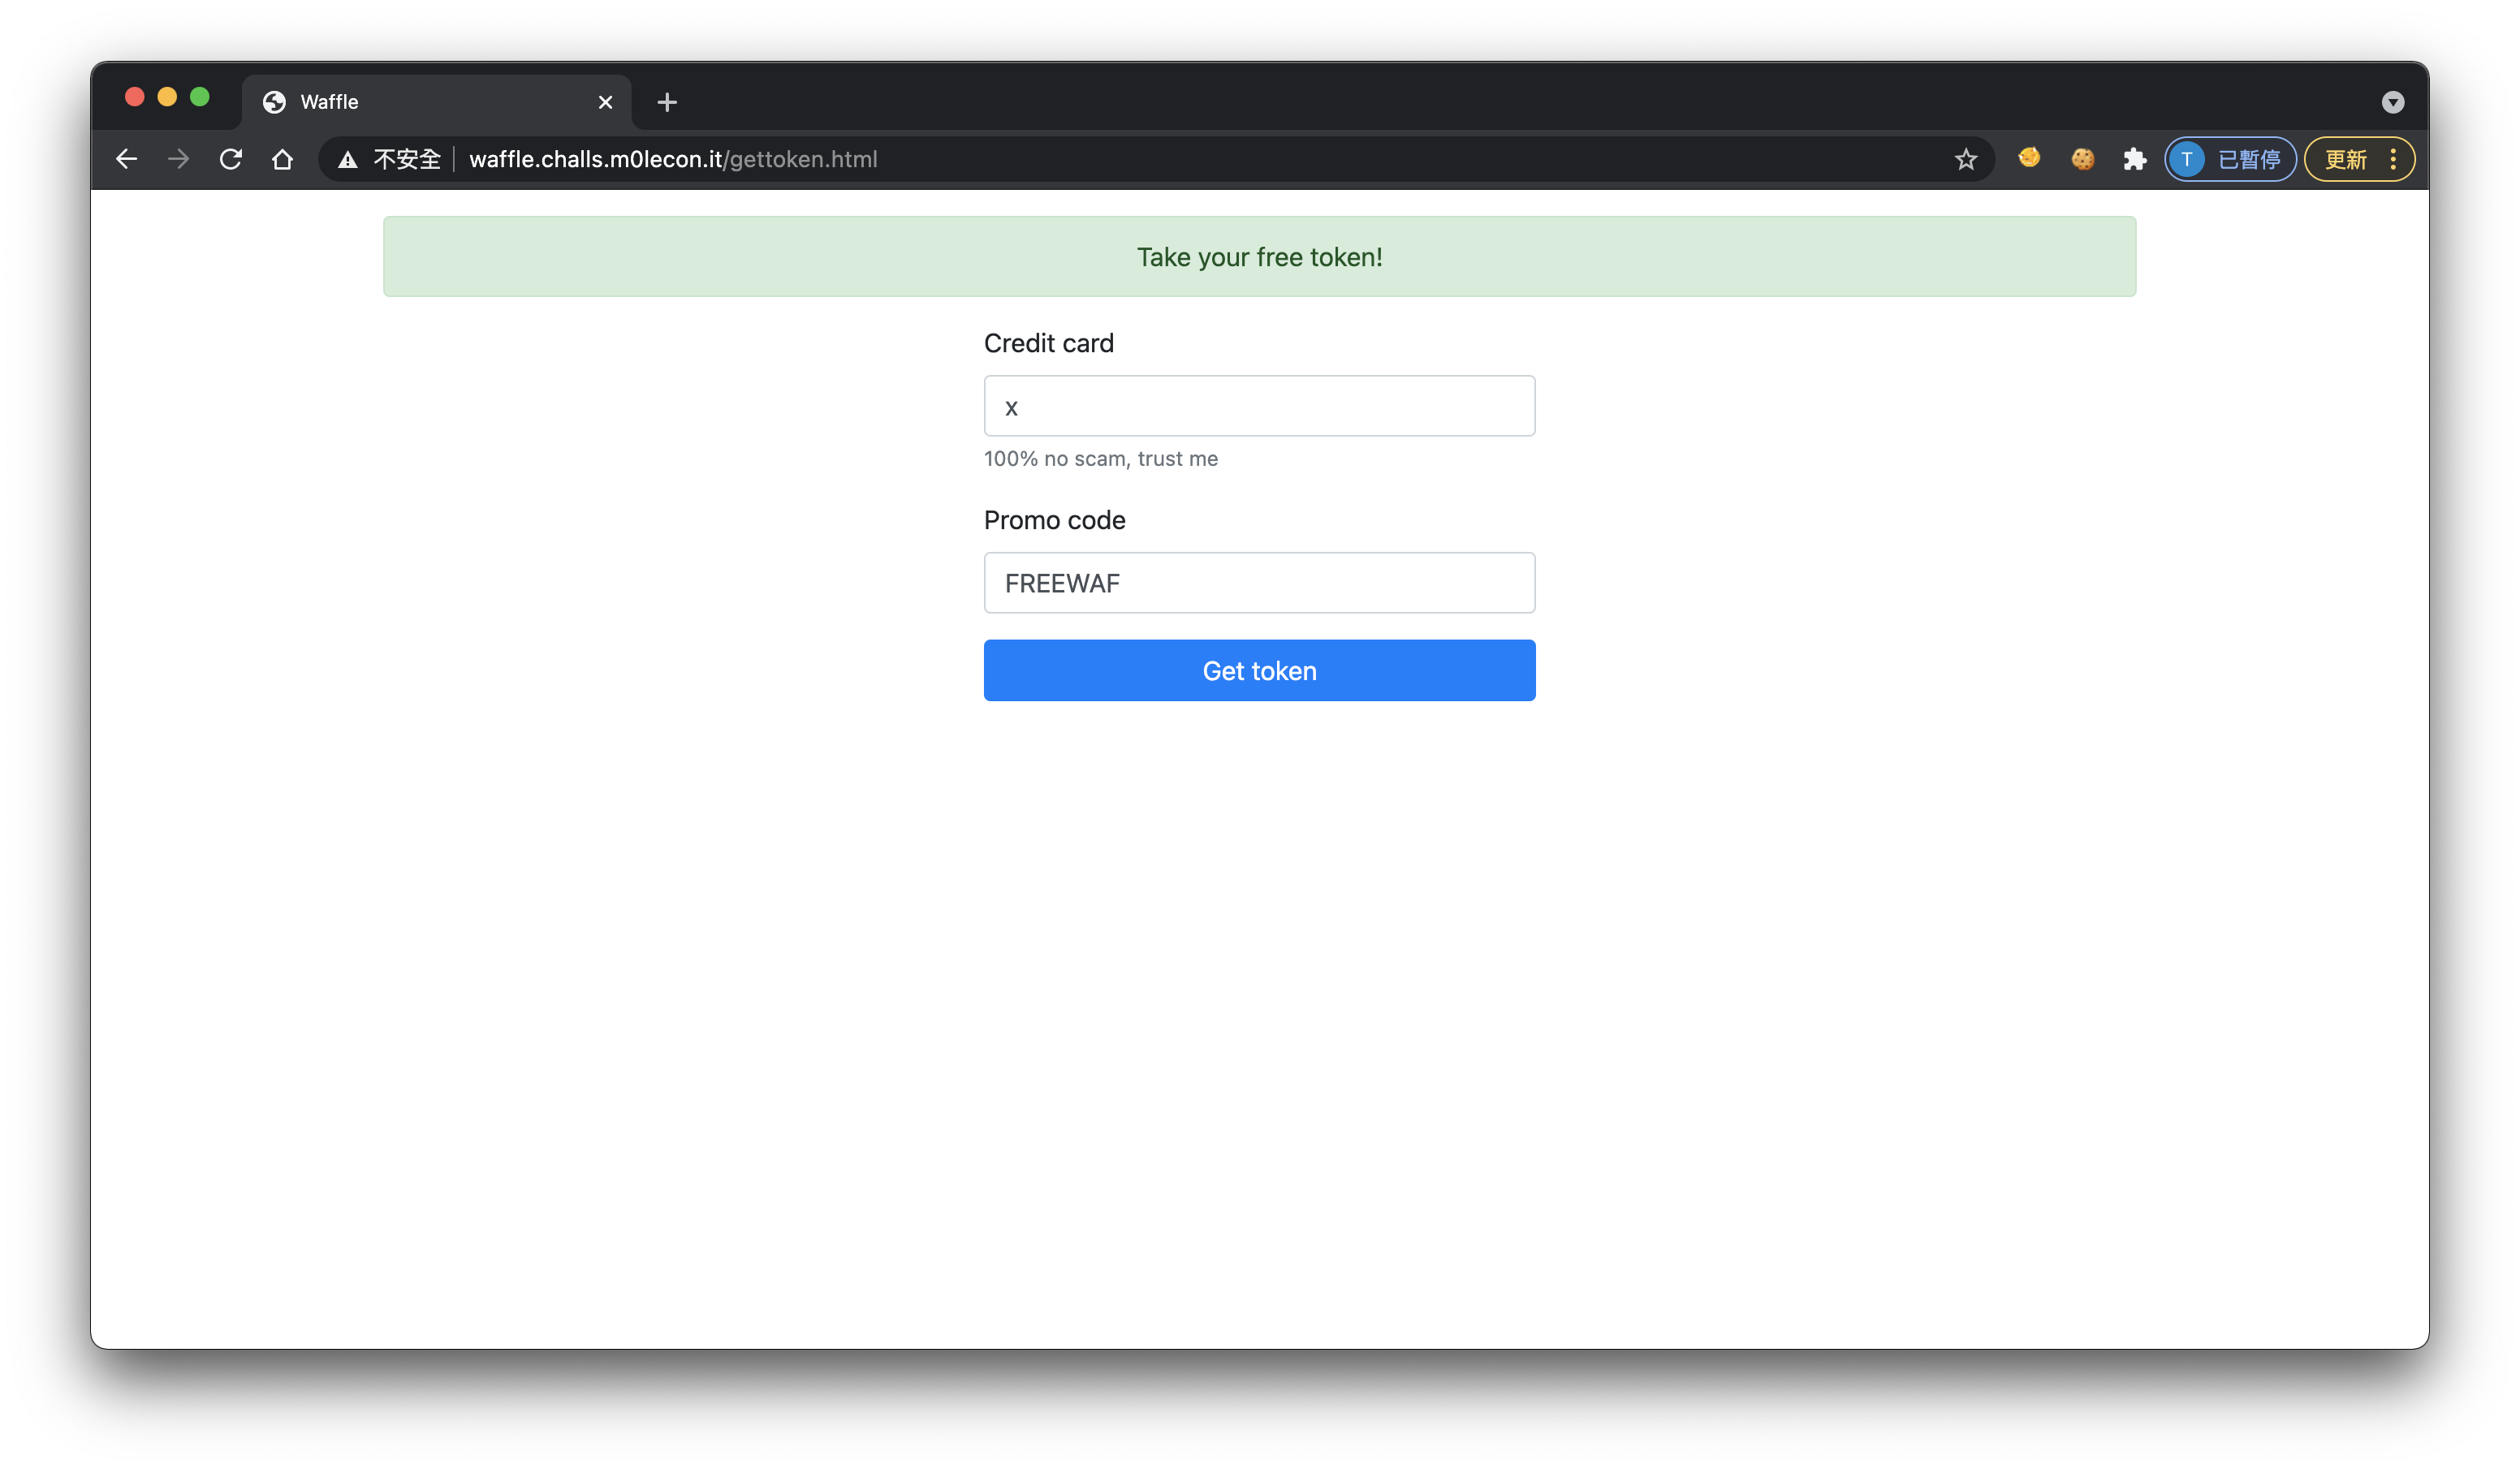 Waffle
不安全 waffle.challs.m0lecon.it/gettoken.html T 已暫停 更新
Take your free token!
Credit card
x
100% no scam, trust me
Promo code
FREEWAF
Get token